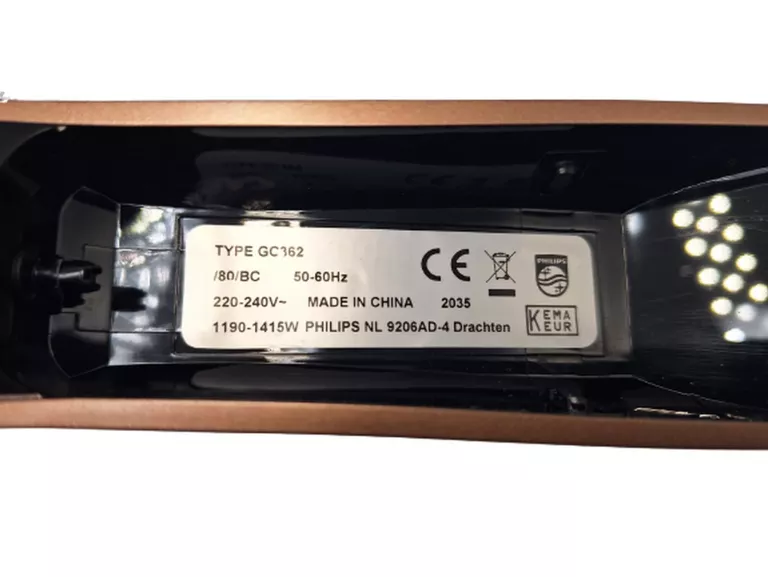 TYPE GC362
/80/BC 50-60Hz
220-240V~ MADE IN CHINA 2035
1190-1415W PHILIPS NL 9206AD-4 Drachten
CE
PHILIPS
KEMA
KEUR